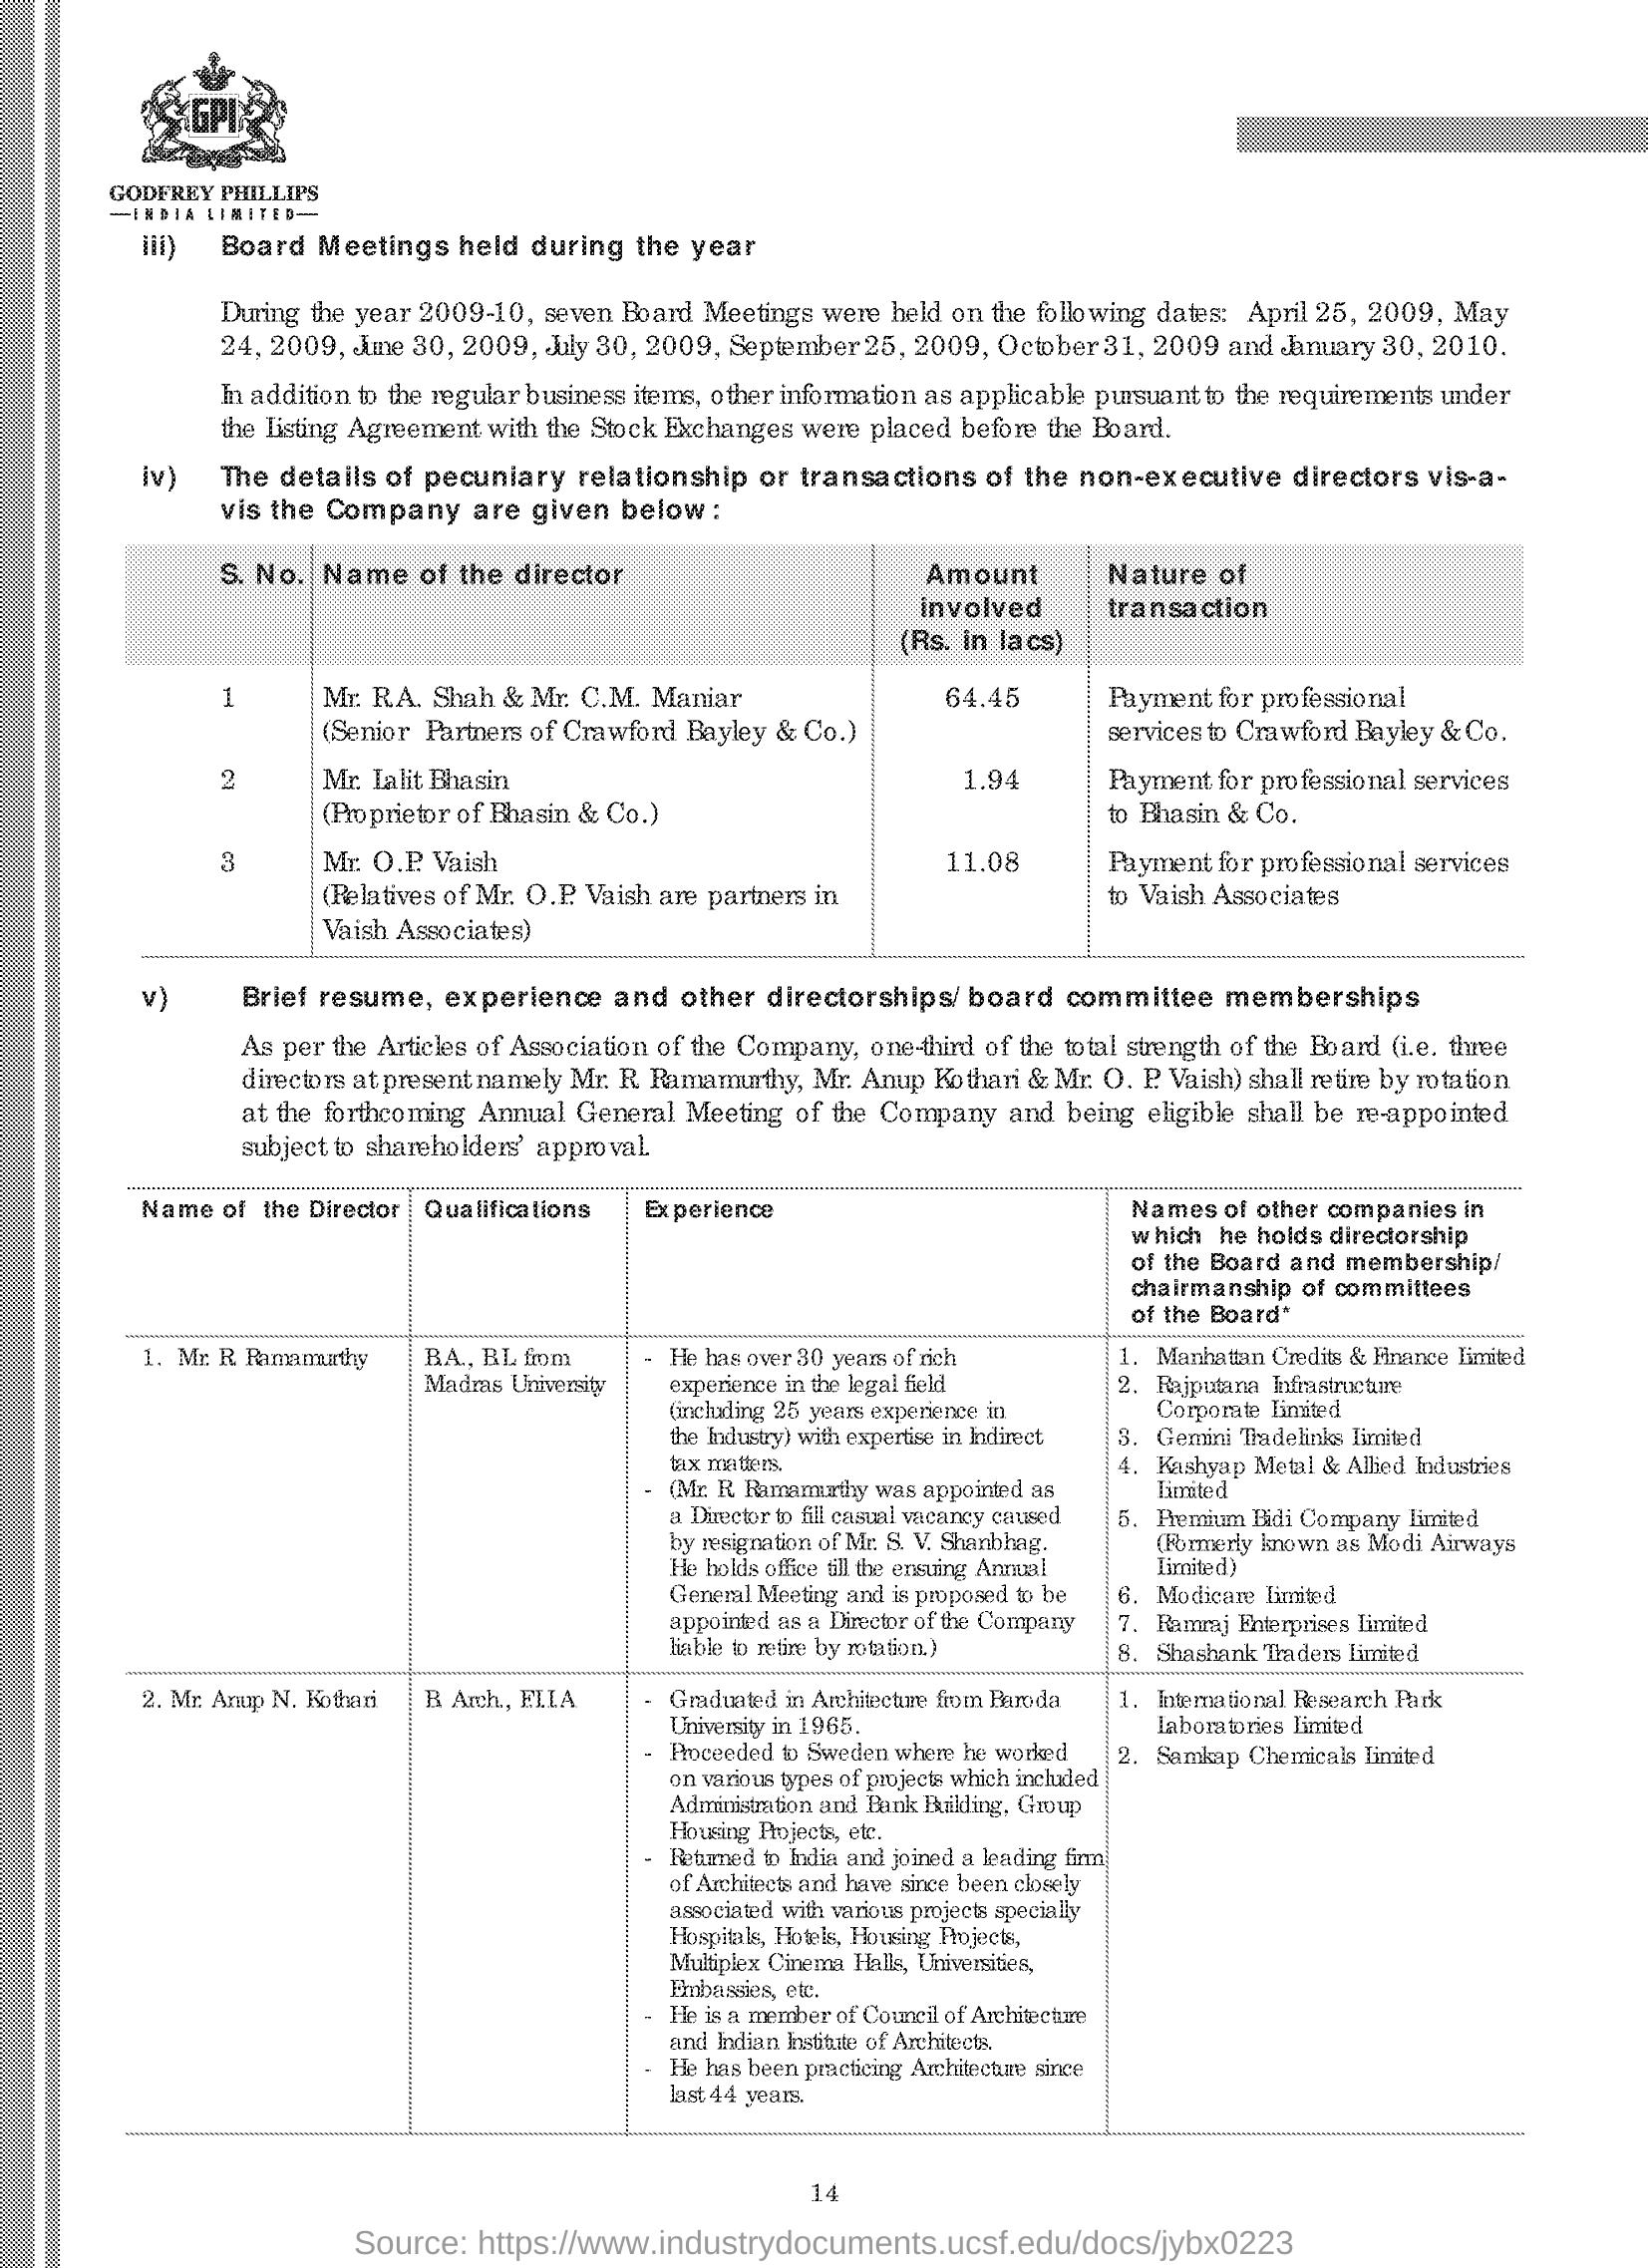 GPI
GODFREY PHILLIPS
INDIA LIMITED
iii) Board Meetings held during the year
During the year 2009-10, seven Board Meetings were held on the following dates: April 25, 2009, May
24, 2009, June 30, 2009, July 30, 2009, September 25, 2009, October 31, 2009 and January 30, 2010.
In addition to the regular business items, other information as applicable pursuant to the requirements under
the Listing Agreement with the Stock Exchanges were placed before the Board.
iv) The details of pecuniary relationship or transactions of the non-executive directors vis-a-
vis the Company are given below :
S. No. Name of the director Amount Nature of
involved transaction
(Rs. in lacs)
1 Mr. R.A. Shah & Mr. C.M. Maniar 64.45 Payment for professional
(Senior Partners of Crawford Bayley & Co.) services to Crawford Bayley & Co.
2 Mr. Lalit Bhasin 1.94 Payment for professional services
(Proprietor of Bhasin & Co.) to Bhasin & Co.
3 Mr. O.P. Vaish 11.08 Payment for professional services
(Relatives of Mr. O.P. Vaish are partners in to Vaish Associates
Vaish Associates)
v) Brief resume, experience and other directorships/ board committee memberships
As per the Articles of Association of the Company, one-third of the total strength of the Board (i.e. three
directors at present namely Mr. R. Ramamurthy, Mr. Anup Kothari & Mr. O. P. Vaish) shall retire by rotation
at the forthcoming Annual General Meeting of the Company and being eligible shall be re-appointed
subject to shareholders' approval.
Name of the Director Qualifications Experience Names of other companies in
which he holds directorship
of the Board and membership/
chairmanship of committees
of the Board*
1. Mr. R. Ramamurthy
B.A., B.L. from
Madras University
- He has over 30 years of rich
experience in the legal field
(including 25 years experience in
the Industry) with expertise in Indirect
tax matters.
- (Mr. R. Ramamurthy was appointed as
a Director to fill casual vacancy caused
by resignation of Mr. S. V. Shanbhag.
He holds office till the ensuing Annual
General Meeting and is proposed to be
appointed as a Director of the Company
liable to retire by rotation.)
1. Manhattan Credits & Finance Limited
2. Rajputana Infrastructure
Corporate Limited
3. Gemini Tradelinks Limited
4. Kashyap Metal & Allied Industries
Limited
5. Premium Bidi Company Limited
(Formerly known as Modi Airways
Limited)
6. Modicare Limited
7. Ramraj Enterprises Limited
8. Shashank Traders Limited
2. Mr. Anup N. Kothari
B. Arch., F.I.I.A.
- Graduated in Architecture from Baroda
University in 1965.
- Proceeded to Sweden where he worked
on various types of projects which included
Administration and Bank Building, Group
Housing Projects, etc.
- Returned to India and joined a leading firm
of Architects and have since been closely
associated with various projects specially
Hospitals, Hotels, Housing Projects,
Multiplex Cinema Halls, Universities,
Embassies, etc.
- He is a member of Council of Architecture
and Indian Institute of Architects.
- He has been practicing Architecture since
last 44 years.
1. International Research Park
Laboratories Limited
2. Samkap Chemicals Limited
14
Source: https://www.industrydocuments.ucsf.edu/docs/jybx0223